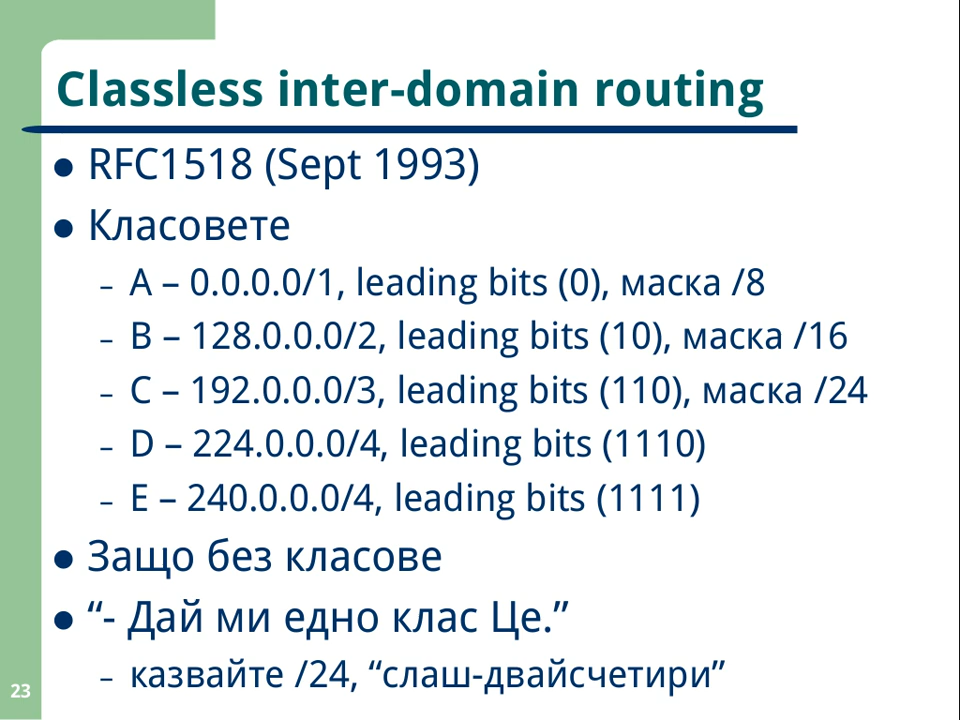 Classless inter-domain routing
● RFC1518 (Sept 1993)
● Класовете
– A – 0.0.0.0/1, leading bits (0), маска /8
– B – 128.0.0.0/2, leading bits (10), маска /16
– C – 192.0.0.0/3, leading bits (110), маска /24
– D – 224.0.0.0/4, leading bits (1110)
– E – 240.0.0.0/4, leading bits (1111)
● Защо без класове
● “- Дай ми едно клас Це.”
– казвайте /24, “слаш-двайсчетири”
23